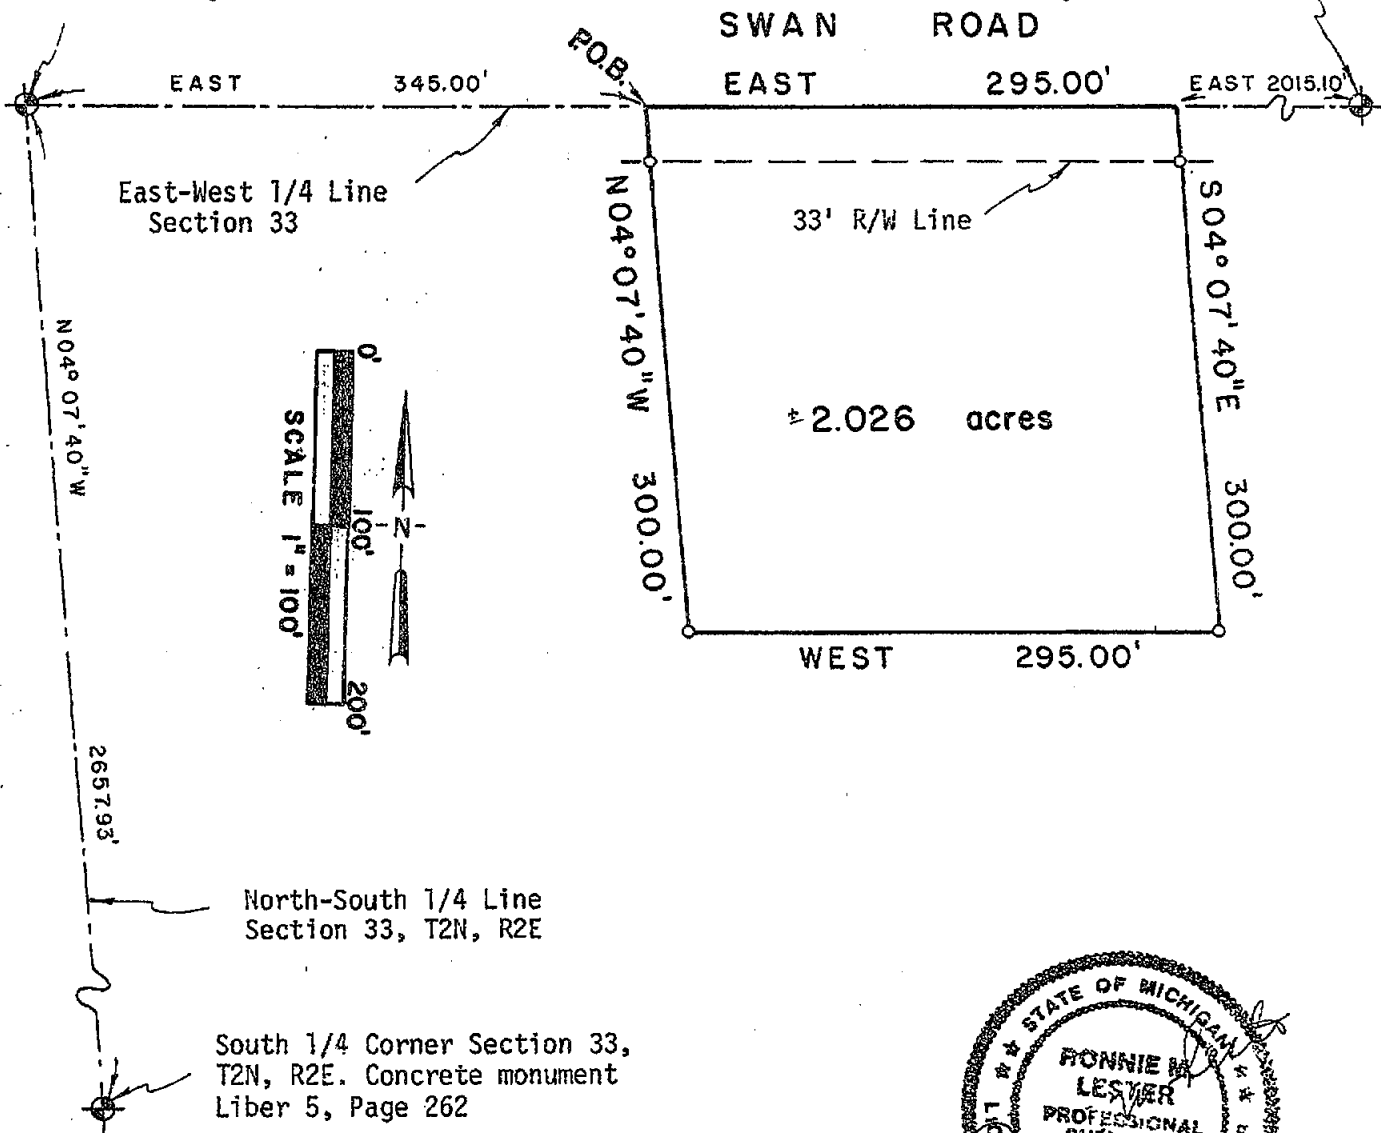 SWAN ROAD
P.O.B.
EAST 345.00'
EAST 295.00'
EAST 2015.10'
East-West 1/4 Line
Section 33
33' R/W Line
N04°07'40"W 300.00'
S04°07'40"E 300.00'
N04°07'40"W
2657.93'
0'
100'
200'
SCALE 1" = 100'
N
± 2.026 acres
WEST 295.00'
North-South 1/4 Line
Section 33, T2N, R2E
South 1/4 Corner Section 33,
T2N, R2E. Concrete monument
Liber 5, Page 262
STATE OF MICHIGAN
RONNIE M
LESTER
PROFESSIONAL